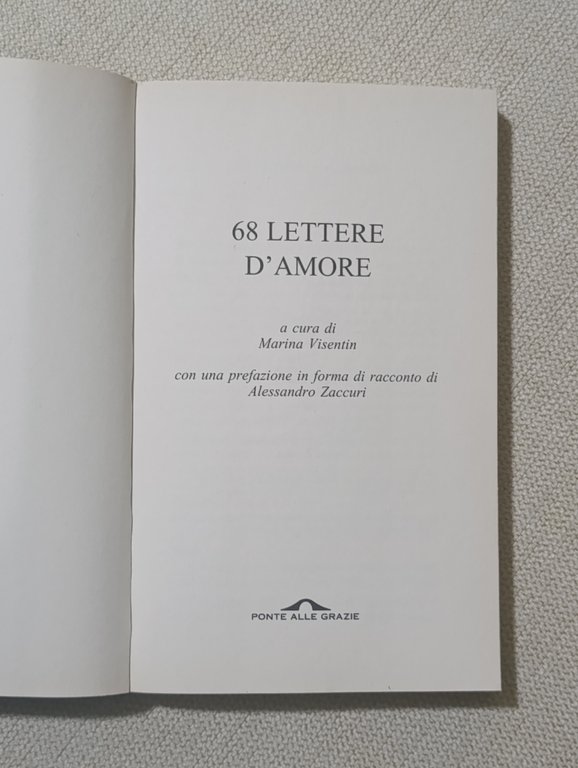 68 LETTERE
D'AMORE
a cura di
Marina Visentin
con una prefazione in forma di racconto di
Alessandro Zaccuri
PONTE ALLE GRAZIE